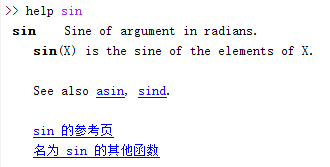 >> help sin
sin    Sine of argument in radians.
sin(X) is the sine of the elements of X.
See also asin, sind.
sin 的参考页
名为 sin 的其他函数